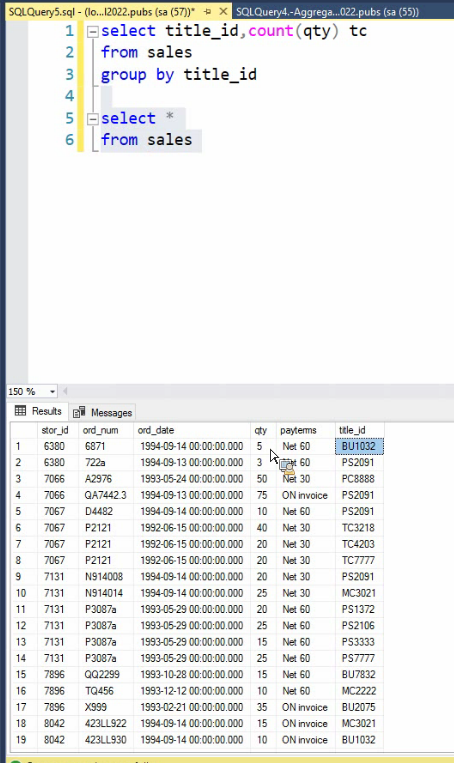 SQLQuery5.sql - (lo...l2022.pubs (sa (57))* SQLQuery4.-Aggrega...022.pubs (sa (55))
1 select title_id,count(qty) tc
2 from sales
3 group by title_id
4
5 select *
6 from sales
150 %
Results Messages
stor_id ord_num ord_date qty payterms title_id
1 6380 6871 1994-09-14 00:00:00.000 5 Net 60 BU1032
2 6380 722a 1994-09-13 00:00:00.000 3 60 PS2091
3 7066 A2976 1993-05-24 00:00:00.000 50 Net 30 PC8888
4 7066 QA7442.3 1994-09-13 00:00:00.000 75 ON invoice PS2091
5 7067 D4482 1994-09-14 00:00:00.000 10 Net 60 PS2091
6 7067 P2121 1992-06-15 00:00:00.000 40 Net 30 TC3218
7 7067 P2121 1992-06-15 00:00:00.000 20 Net 30 TC4203
8 7067 P2121 1992-06-15 00:00:00.000 20 Net 30 TC7777
9 7131 N914008 1994-09-14 00:00:00.000 20 Net 30 PS2091
10 7131 N914014 1994-09-14 00:00:00.000 25 Net 30 MC3021
11 7131 P3087a 1993-05-29 00:00:00.000 20 Net 60 PS1372
12 7131 P3087a 1993-05-29 00:00:00.000 25 Net 60 PS2106
13 7131 P3087a 1993-05-29 00:00:00.000 15 Net 60 PS3333
14 7131 P3087a 1993-05-29 00:00:00.000 25 Net 60 PS7777
15 7896 QQ2299 1993-10-28 00:00:00.000 15 Net 60 BU7832
16 7896 TQ456 1993-12-12 00:00:00.000 10 Net 60 MC2222
17 7896 X999 1993-02-21 00:00:00.000 35 ON invoice BU2075
18 8042 423LL922 1994-09-14 00:00:00.000 15 ON invoice MC3021
19 8042 423LL930 1994-09-14 00:00:00.000 10 ON invoice BU1032